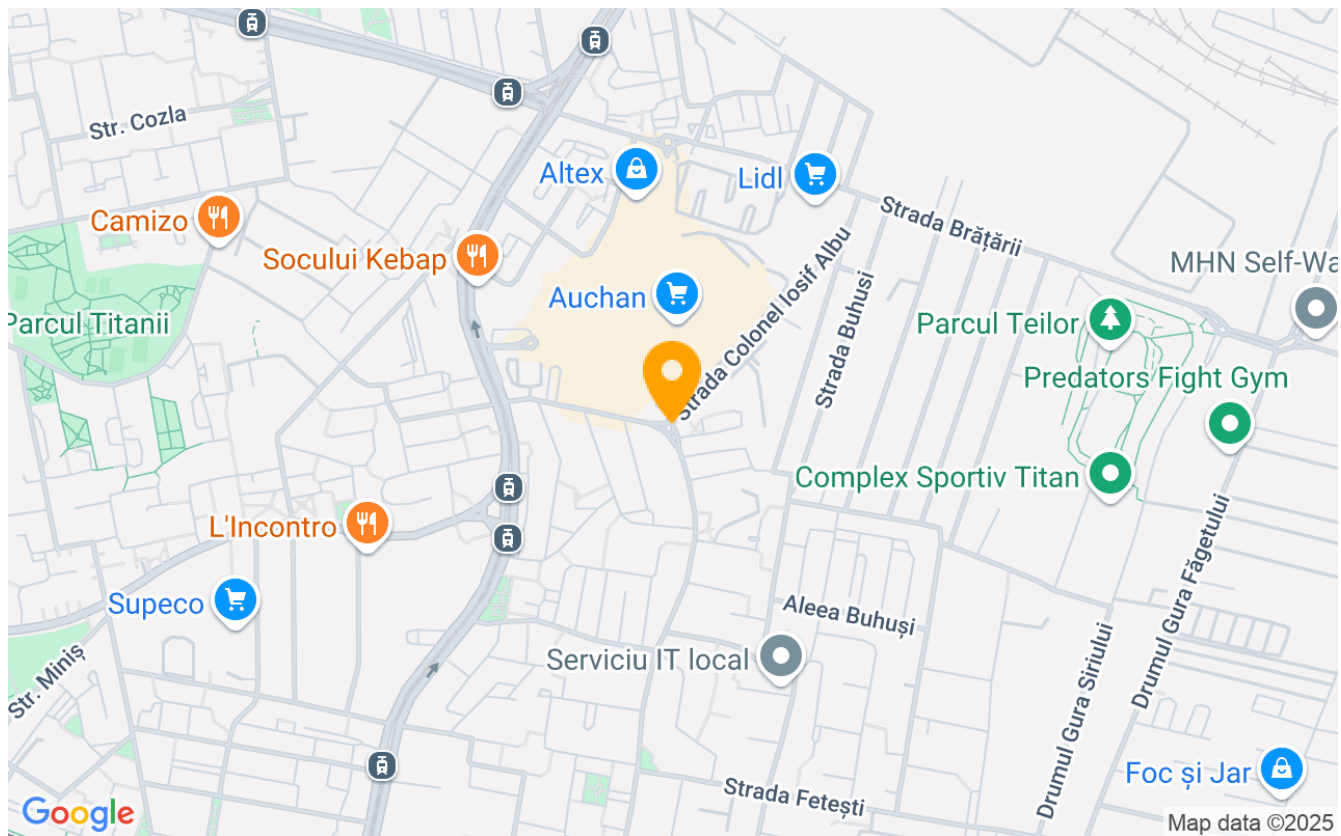 Str. Cozla
Altex
Lidl
Camizo
Strada Brățării
Socului Kebap
Strada Colonel Iosif Albu
MHN Self-Wa
Auchan
Strada Buhusi
Parcul Titanii
Parcul Teilor
Predators Fight Gym
Complex Sportiv Titan
L'Incontro
Supeco
Aleea Buhuși
Drumul Gura Făgetului
Str. Miniș
Serviciu IT local
Drumul Gura Siriului
Strada Fetești
Foc și Jar
Google
Map data ©2025